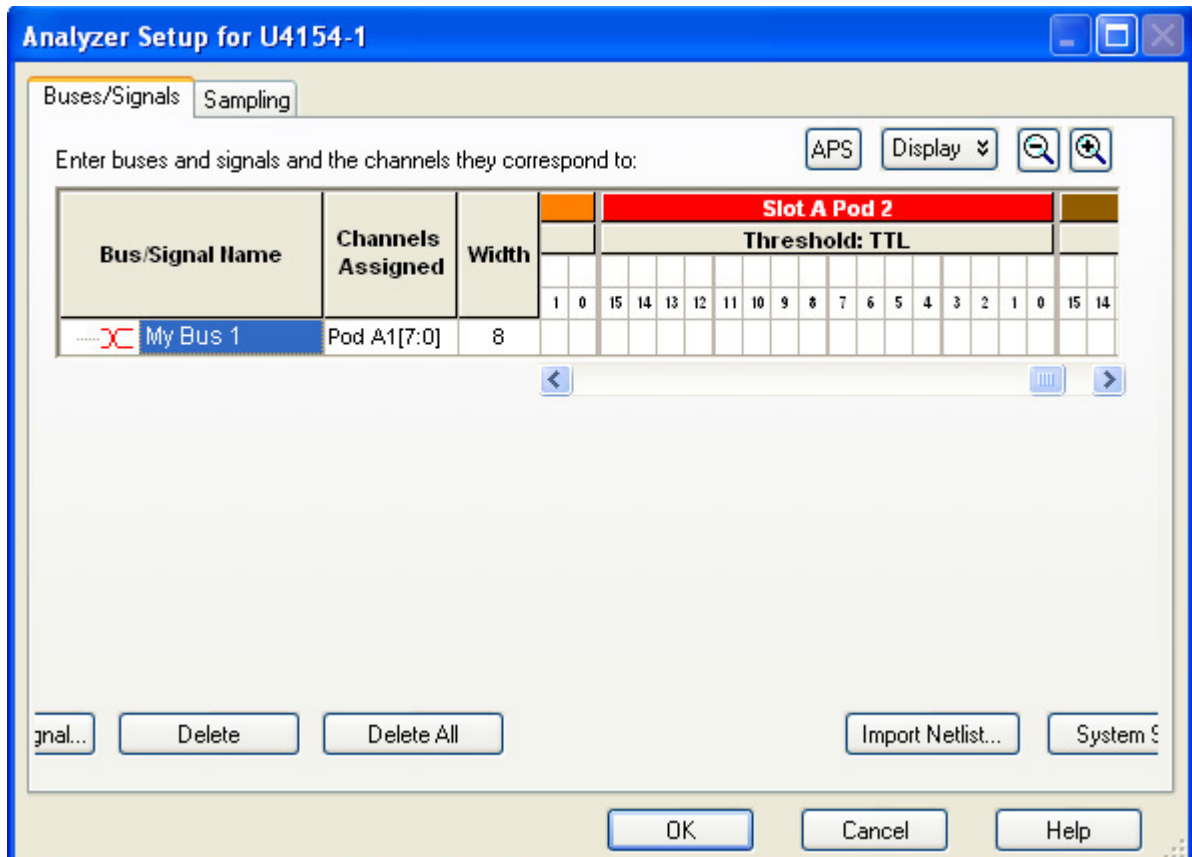 Analyzer Setup for U4154-1
Buses/Signals Sampling
Enter buses and signals and the channels they correspond to: APS Display
Bus/Signal Name Channels Assigned Width Slot A Pod 2
Threshold: TTL
1 0 15 14 13 12 11 10 9 8 7 6 5 4 3 2 1 0 15 14
My Bus 1 Pod A1[7:0] 8
gnal... Delete Delete All Import Netlist... System S
OK Cancel Help